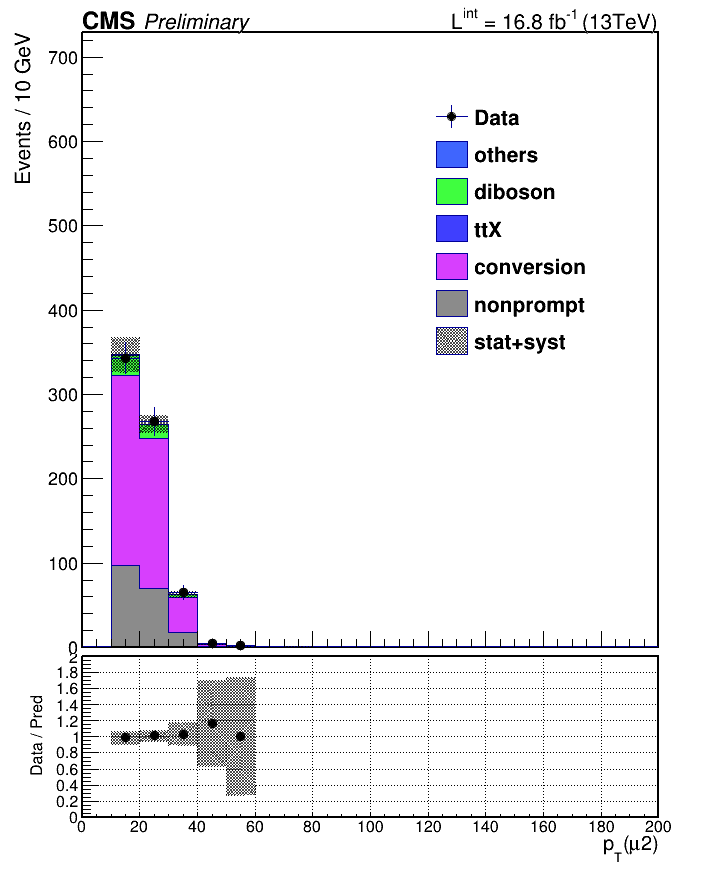 CMS Preliminary L^int = 16.8 fb^-1 (13TeV)
Events / 10 GeV
700
600
500
400
300
200
100
0
Data
others
diboson
ttX
conversion
nonprompt
stat+syst
Data / Pred
2
1.8
1.6
1.4
1.2
1
0.8
0.6
0.4
0.2
0
0 20 40 60 80 100 120 140 160 180 200
p_T(μ2)